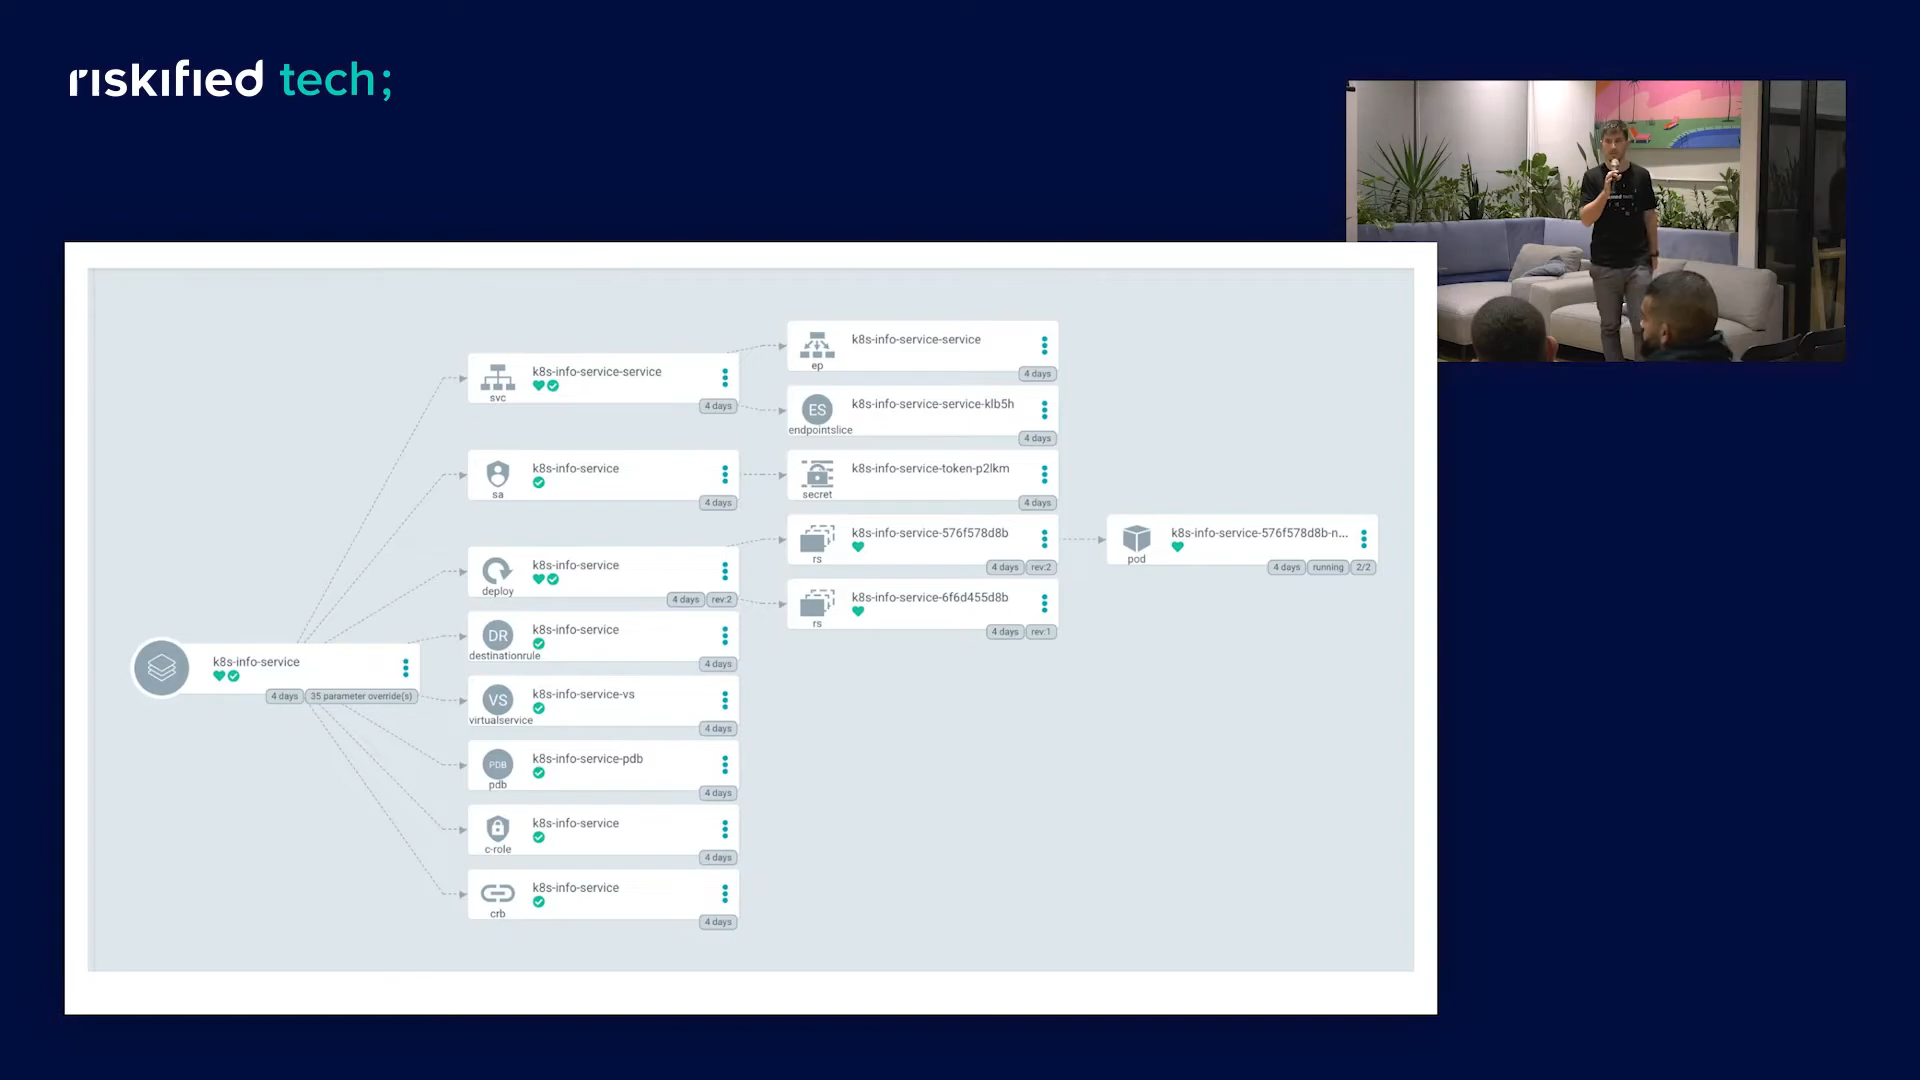 riskified tech;
k8s-info-service
4 days
35 parameter override(s)
svc
k8s-info-service-service
4 days
sa
k8s-info-service
4 days
deploy
k8s-info-service
4 days
rev:2
DR
destinationrule
k8s-info-service
4 days
VS
virtualservice
k8s-info-service-vs
4 days
PDB
pdb
k8s-info-service-pdb
4 days
c-role
k8s-info-service
4 days
crb
k8s-info-service
4 days
ep
k8s-info-service-service
4 days
ES
endpointslice
k8s-info-service-service-klb5h
4 days
secret
k8s-info-service-token-p2lkm
4 days
rs
k8s-info-service-576f578d8b
4 days
rev:2
rs
k8s-info-service-6f6d455d8b
4 days
rev:1
pod
k8s-info-service-576f578d8b-n...
4 days
running
2/2